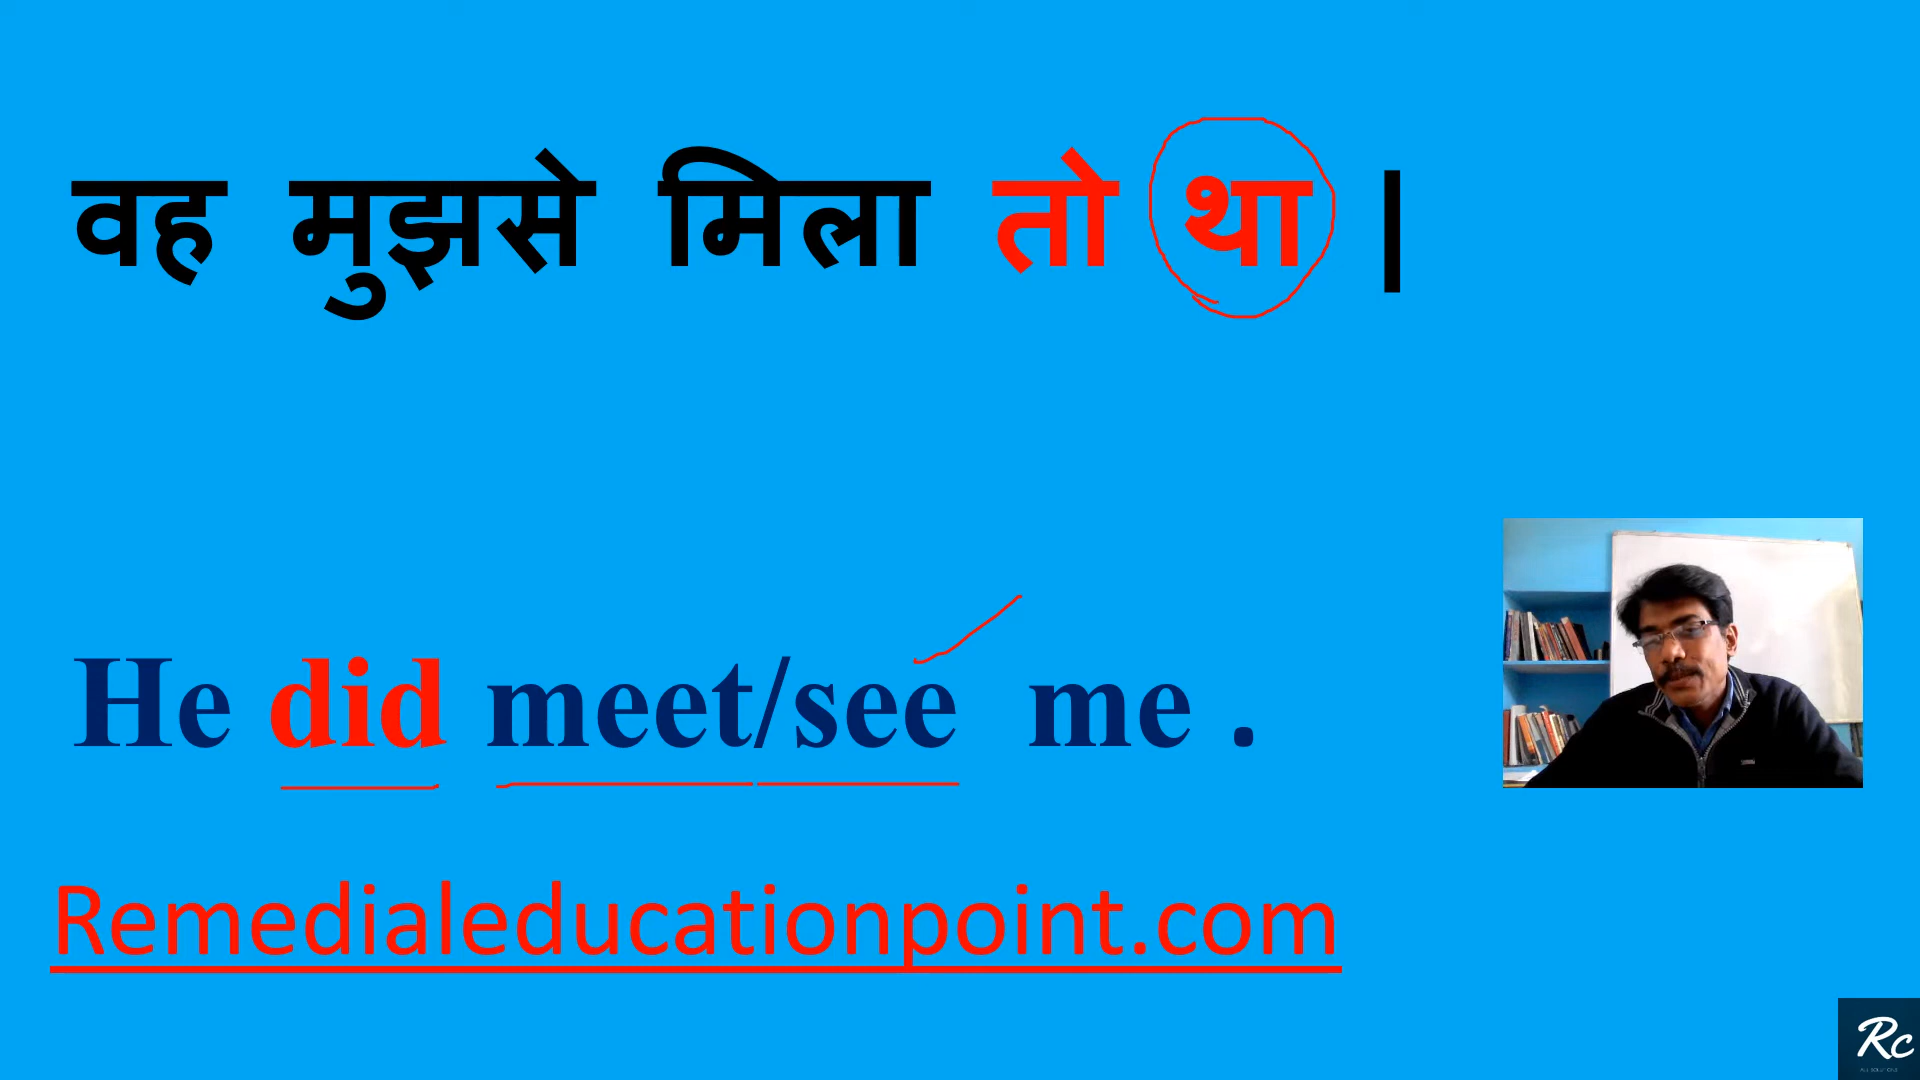 वह मुझसे मिला तो था |
He did meet/see me .
Remedialeducationpoint.com
Rc